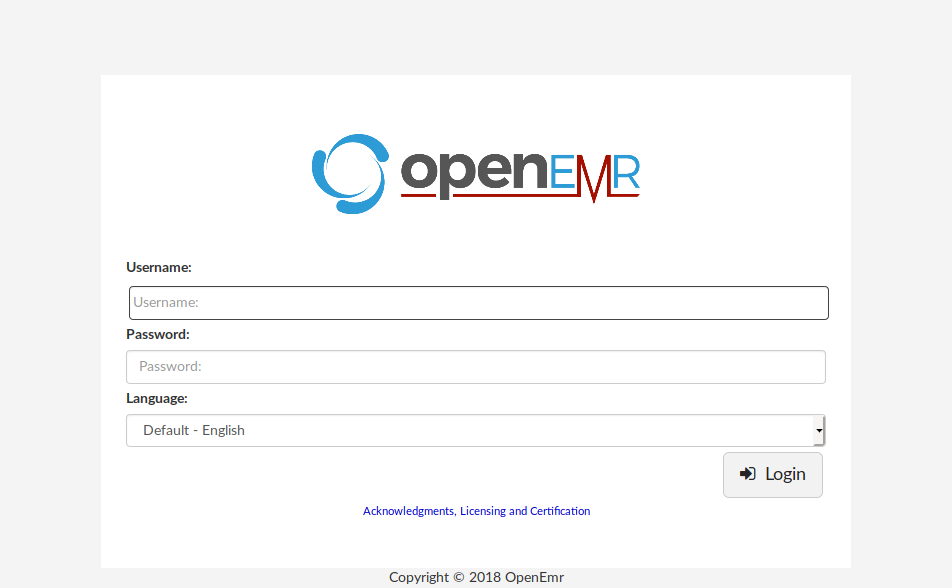 openEMR
Username:
Username:
Password:
Password:
Language:
Default - English
Login
Acknowledgments, Licensing and Certification
Copyright © 2018 OpenEmr